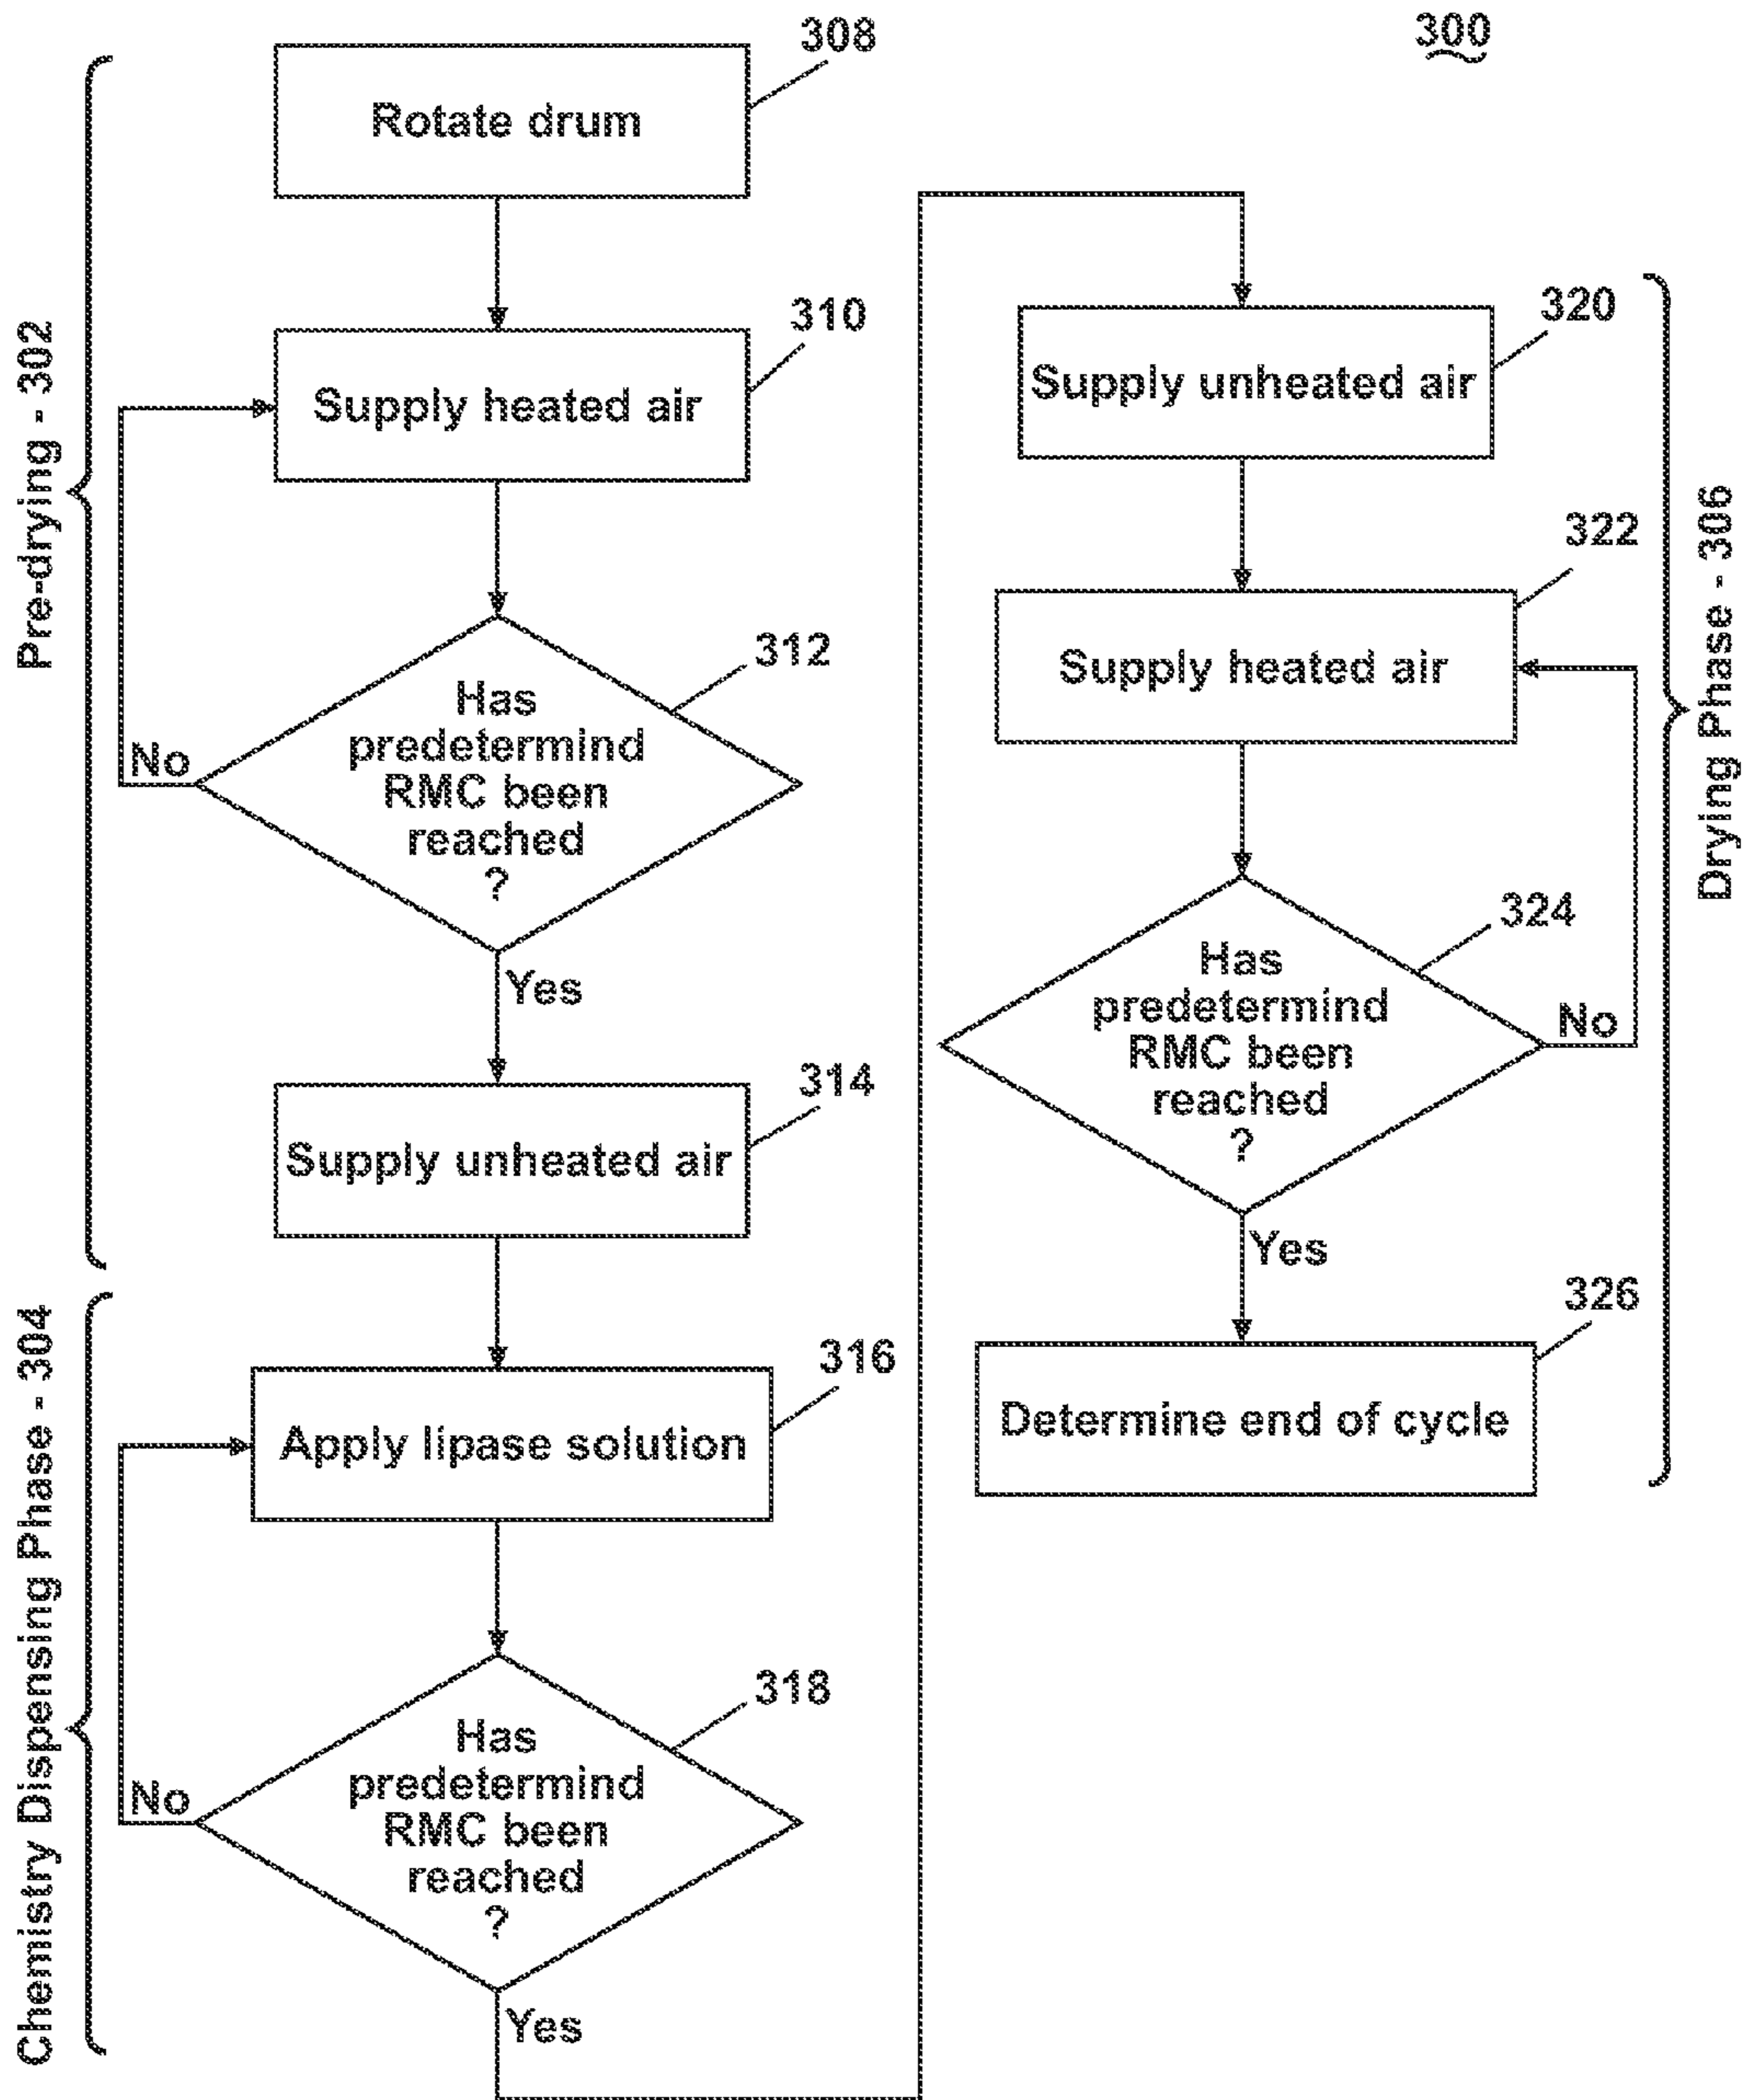 300
Pre-drying - 302
308
Rotate drum
310
Supply heated air
312
Has
predetermind
RMC been
reached
?
No
Yes
314
Supply unheated air
Chemistry Dispensing Phase - 304
316
Apply lipase solution
318
Has
predetermind
RMC been
reached
?
No
Yes
Drying Phase - 306
320
Supply unheated air
322
Supply heated air
324
Has
predetermind
RMC been
reached
?
No
Yes
326
Determine end of cycle